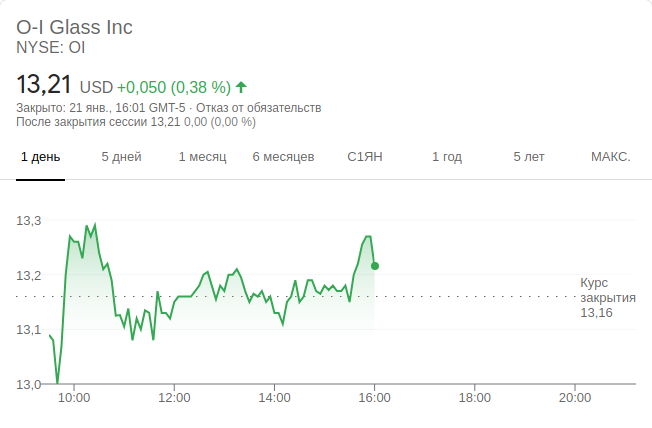 O-I Glass Inc
NYSE: OI
13,21 USD +0,050 (0,38 %)
Закрыто: 21 янв., 16:01 GMT-5 · Отказ от обязательств
После закрытия сессии 13,21 0,00 (0,00 %)
1 день 5 дней 1 месяц 6 месяцев С1ЯН 1 год 5 лет МАКС.
13,3
13,2
Курс
закрытия
13,16
13,1
13,0
10:00 12:00 14:00 16:00 18:00 20:00